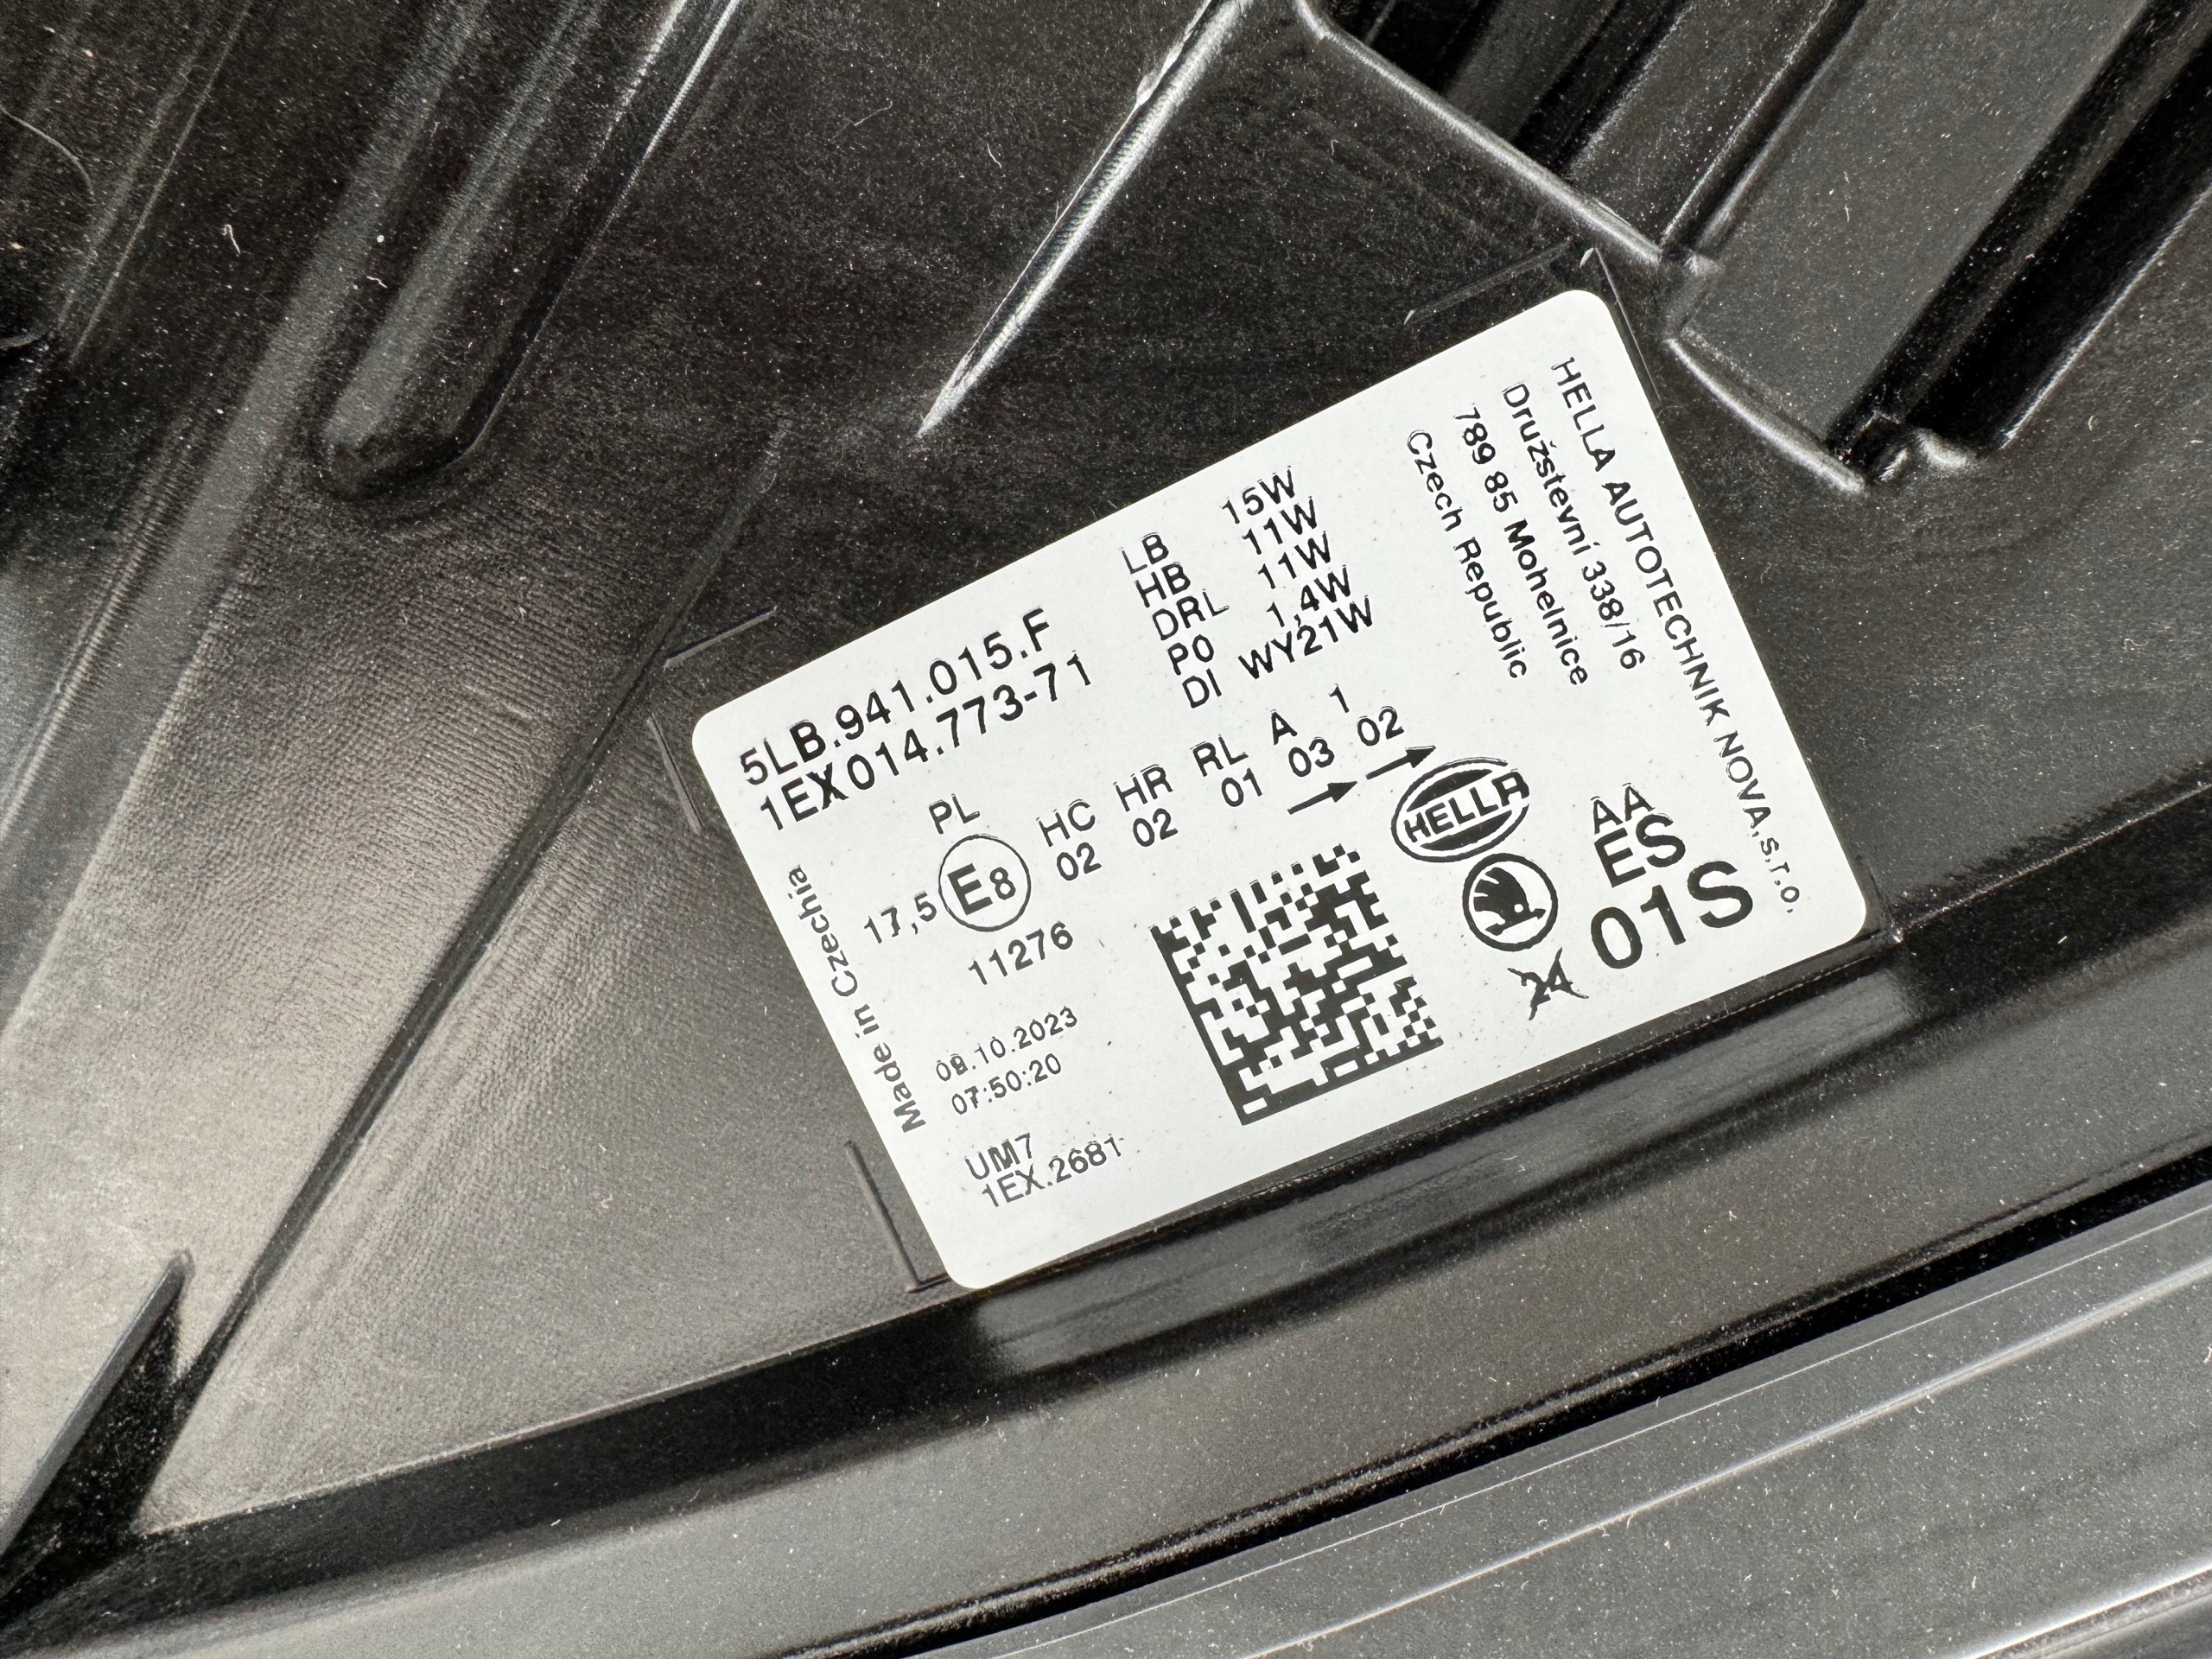 5LB.941.015.F
1EX014.773-71
LB 15W
HB 11W
DRL 11W
PO 1,4W
DI WY21W
HELLA AUTOTECHNIK NOVA,s.r.o.
Družstevní 338/16
789 85 Mohelnice
Czech Republic
Made in Czechia
PL HC HR RL A 1
17,5 E8 02 02 01 03 02
11276
09.10.2023
07:50:20
UM7
1EX.2681
HELLA
AA
ES
01S